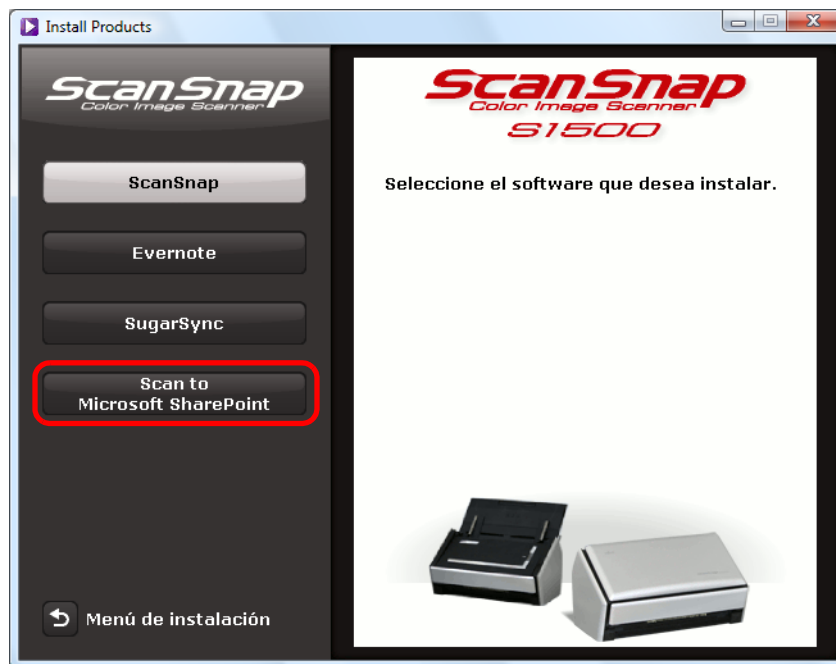 Install Products
ScanSnap
Color Image Scanner
ScanSnap
Evernote
SugarSync
Scan to
Microsoft SharePoint
Menú de instalación
ScanSnap
Color Image Scanner
S1500
Seleccione el software que desea instalar.